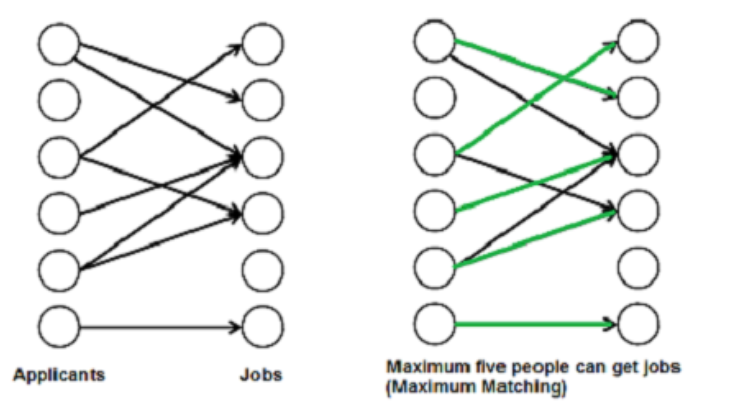 Applicants
Jobs
Maximum five people can get jobs
(Maximum Matching)